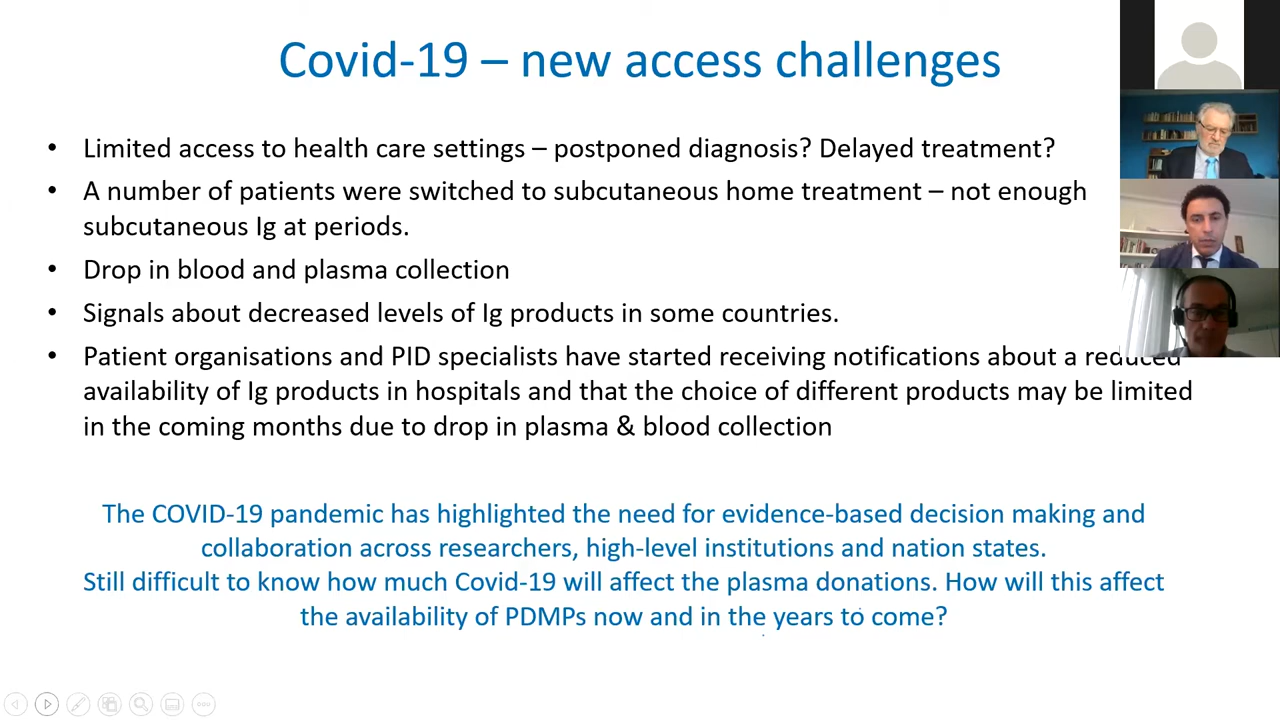 Covid-19 – new access challenges
• Limited access to health care settings – postponed diagnosis? Delayed treatment?
• A number of patients were switched to subcutaneous home treatment – not enough
subcutaneous Ig at periods.
• Drop in blood and plasma collection
• Signals about decreased levels of Ig products in some countries.
• Patient organisations and PID specialists have started receiving notifications about a reduced
availability of Ig products in hospitals and that the choice of different products may be limited
in the coming months due to drop in plasma & blood collection
The COVID-19 pandemic has highlighted the need for evidence-based decision making and
collaboration across researchers, high-level institutions and nation states.
Still difficult to know how much Covid-19 will affect the plasma donations. How will this affect
the availability of PDMPs now and in the years to come?